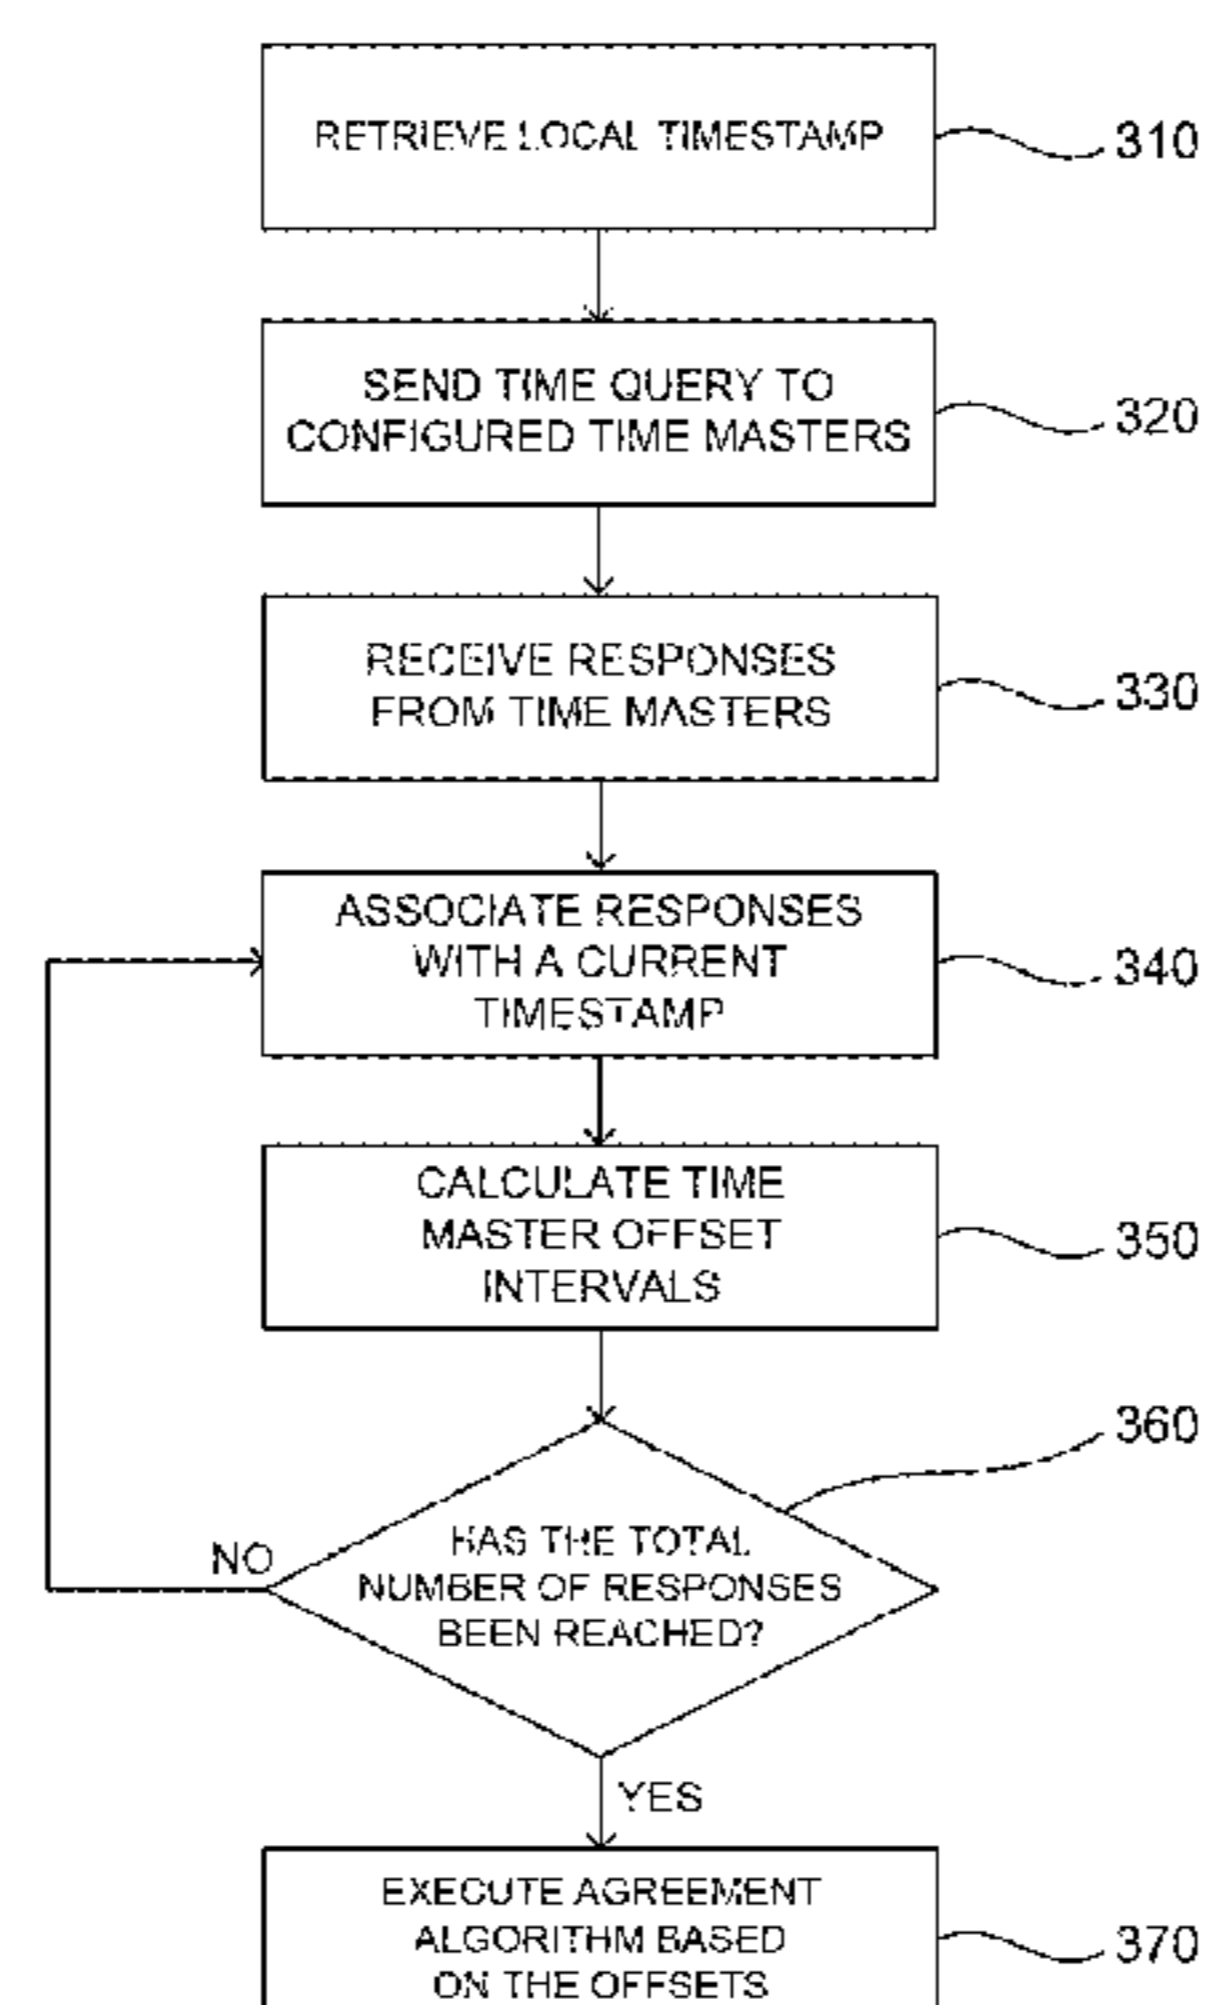 RETRIEVE LOCAL TIMESTAMP
310
SEND TIME QUERY TO
CONFIGURED TIME MASTERS
320
RECEIVE RESPONSES
FROM TIME MASTERS
330
ASSOCIATE RESPONSES
WITH A CURRENT
TIMESTAMP
340
CALCULATE TIME
MASTER OFFSET
INTERVALS
350
360
HAS THE TOTAL
NUMBER OF RESPONSES
BEEN REACHED?
NO
YES
EXECUTE AGREEMENT
ALGORITHM BASED
ON THE OFFSETS
370